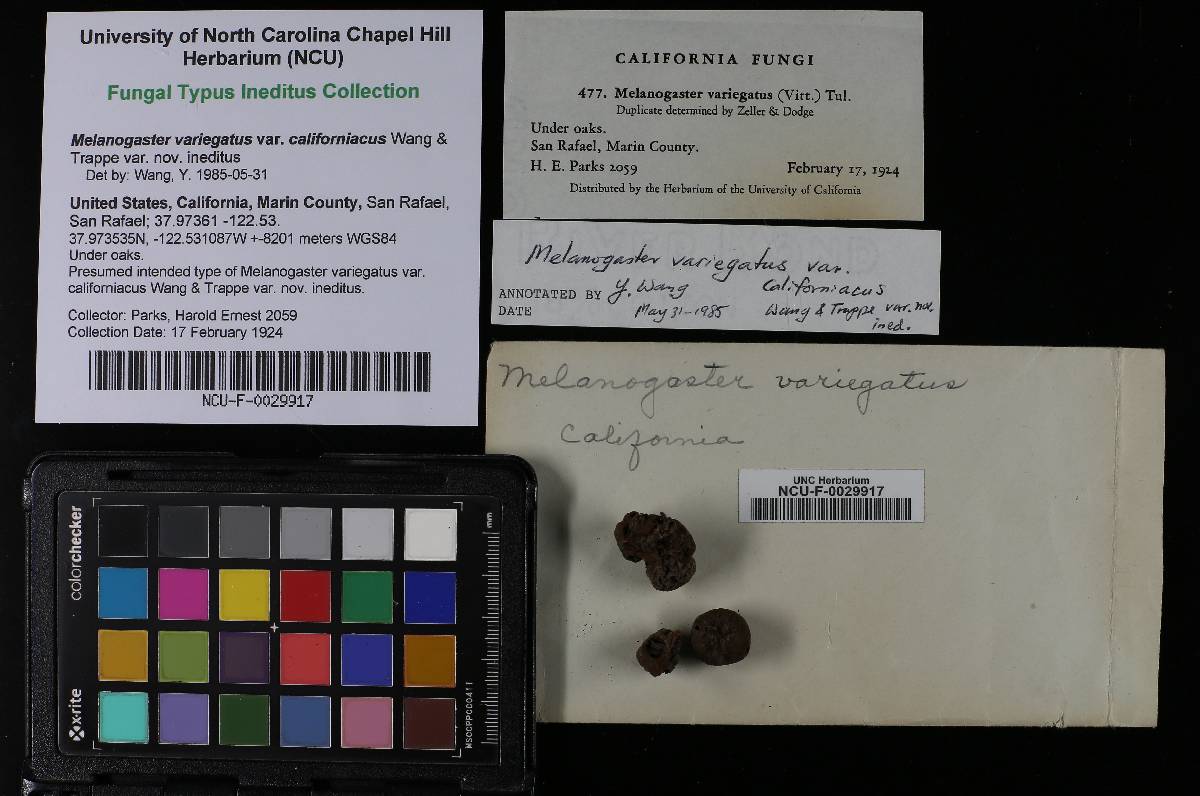 University of North Carolina Chapel Hill
Herbarium (NCU)
Fungal Typus Ineditus Collection
Melanogaster variegatus var. californiacus Wang &
Trappe var. nov. ineditus
Det by: Wang, Y. 1985-05-31
United States, California, Marin County, San Rafael,
San Rafael; 37.97361 -122.53.
37.973535N, -122.531087W +-8201 meters WGS84
Under oaks.
Presumed intended type of Melanogaster variegatus var.
californiacus Wang & Trappe var. nov. ineditus.
Collector: Parks, Harold Ernest 2059
Collection Date: 17 February 1924
NCU-F-0029917
CALIFORNIA FUNGI
477. Melanogaster variegatus (Vitt.) Tul.
Duplicate determined by Zeller & Dodge
Under oaks.
San Rafael, Marin County.
H. E. Parks 2059 February 17, 1924
Distributed by the Herbarium of the University of California
Melanogaster variegatus var.
ANNOTATED BY Y. Wang Californiacus
DATE May 31-1985 Wang & Trappe var. nov.
ined.
Melanogaster variegatus
California
UNC Herbarium
NCU-F-0029917
colorchecker
x-rite
mm
MSCCPPCC0411